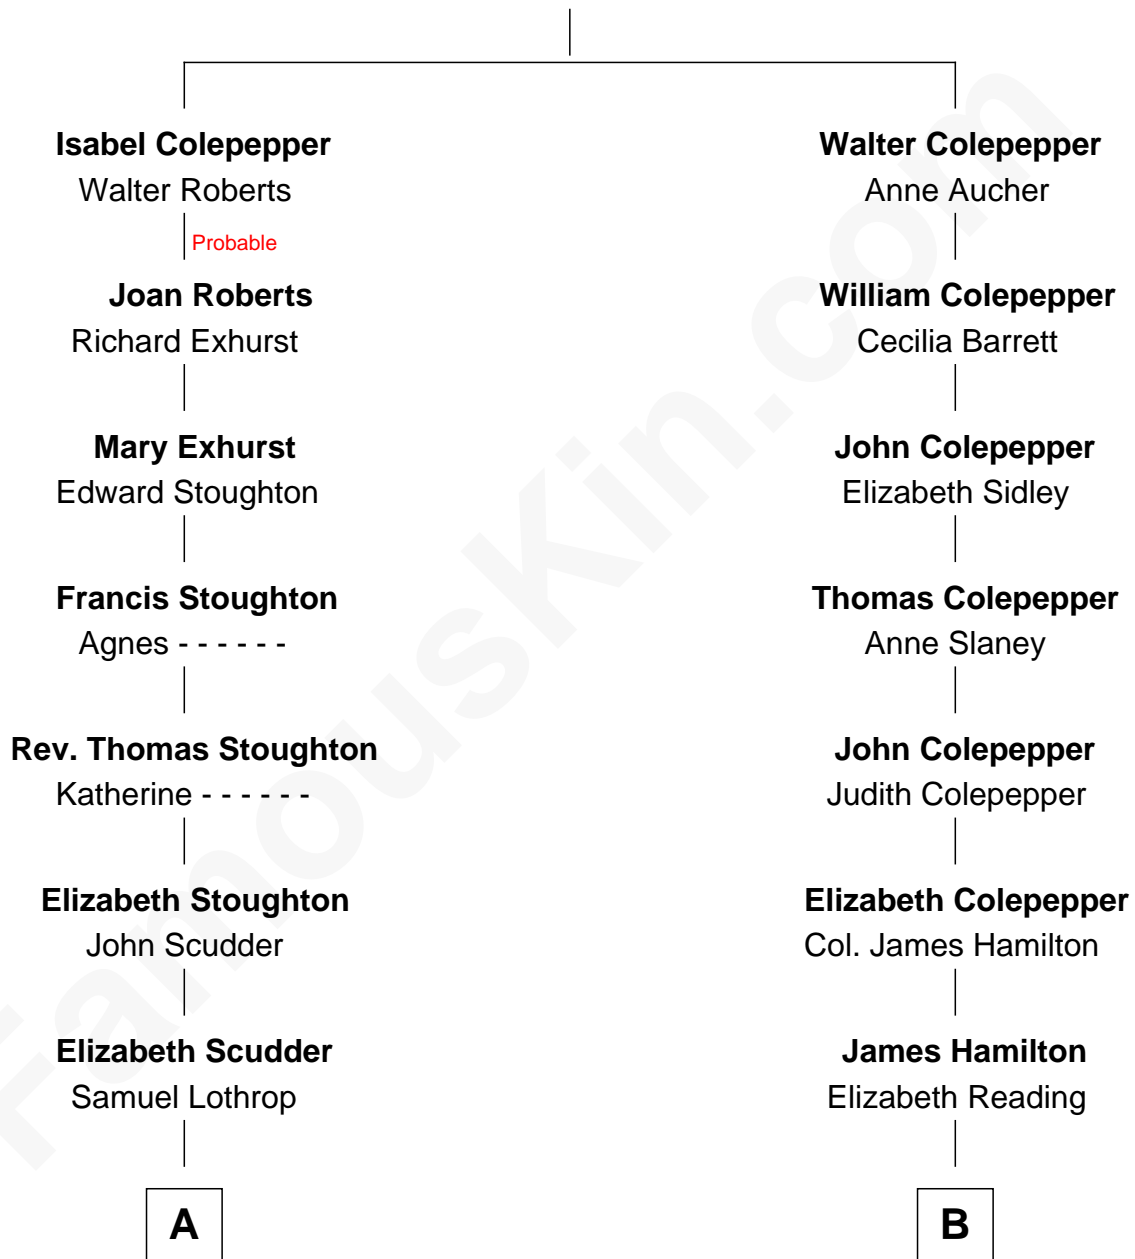 Isabel Colepepper
Walter Roberts
Probable
Joan Roberts
Richard Exhurst
Mary Exhurst
Edward Stoughton
Francis Stoughton
Agnes - - - - - -
Rev. Thomas Stoughton
Katherine - - - - - -
Elizabeth Stoughton
John Scudder
Elizabeth Scudder
Samuel Lothrop
A
Walter Colepepper
Anne Aucher
William Colepepper
Cecilia Barrett
John Colepepper
Elizabeth Sidley
Thomas Colepepper
Anne Slaney
John Colepepper
Judith Colepepper
Elizabeth Colepepper
Col. James Hamilton
James Hamilton
Elizabeth Reading
B
FamousKin.com